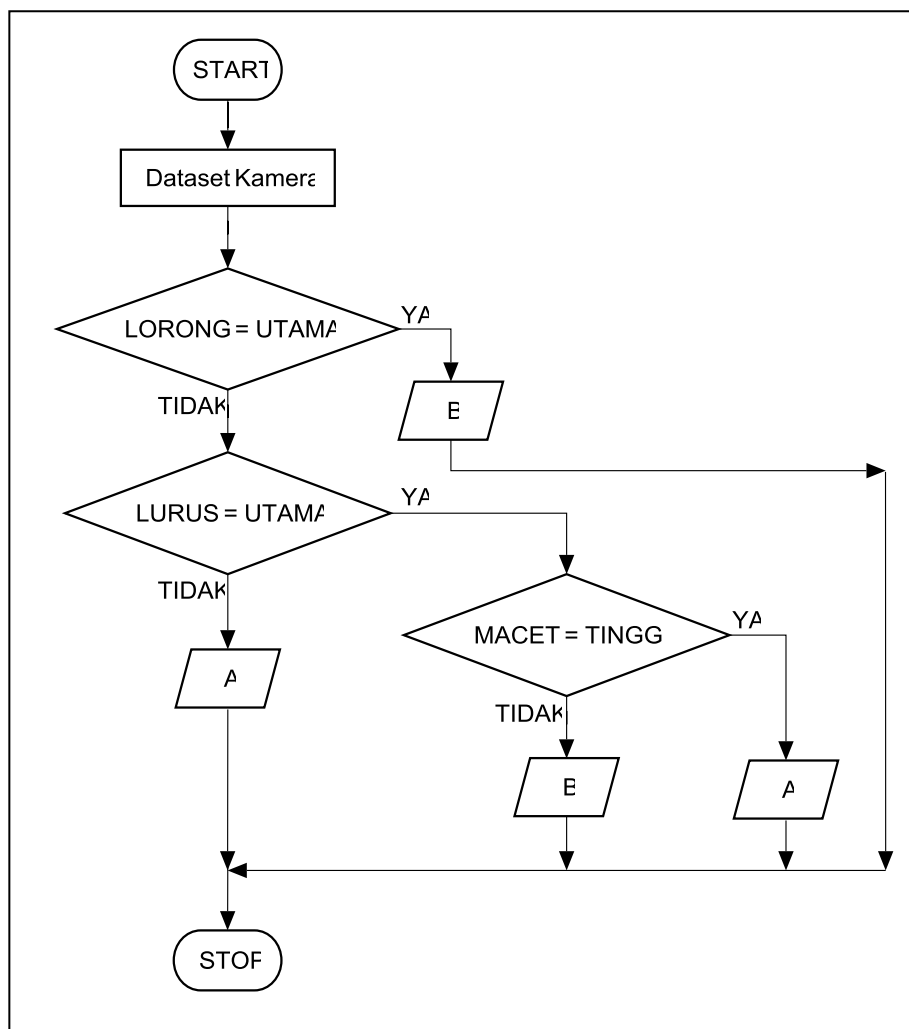 START
Dataset Kamera
LORONG = UTAMA
YA
B
TIDAK
LURUS = UTAMA
YA
TIDAK
MACET = TINGG
YA
A
TIDAK
B
A
STOP